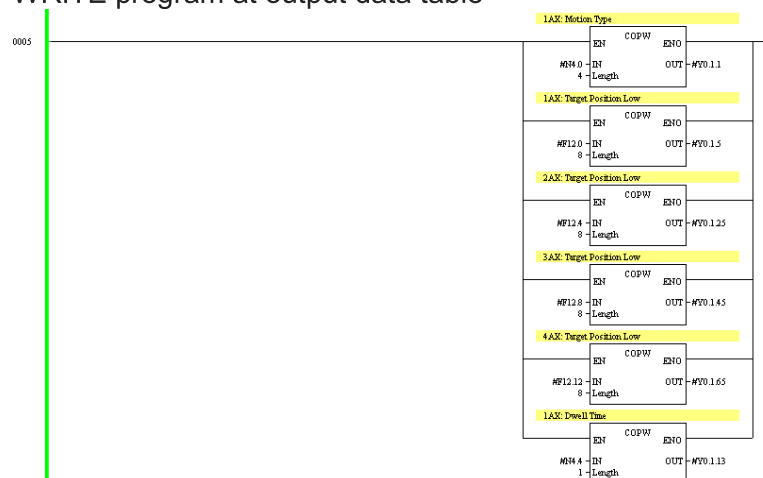 WRITE program at output data table
1AX: Motion Type
0005
COPW
EN ENO
#N4.0 IN OUT #Y0.1.1
4 Length
1AX: Target Position Low
COPW
EN ENO
#F12.0 IN OUT #Y0.1.5
8 Length
2AX: Target Position Low
COPW
EN ENO
#F12.4 IN OUT #Y0.1.25
8 Length
3AX: Target Position Low
COPW
EN ENO
#F12.8 IN OUT #Y0.1.45
8 Length
4AX: Target Position Low
COPW
EN ENO
#F12.12 IN OUT #Y0.1.65
8 Length
1AX: Dwell Time
COPW
EN ENO
#N4.4 IN OUT #Y0.1.13
1 Length